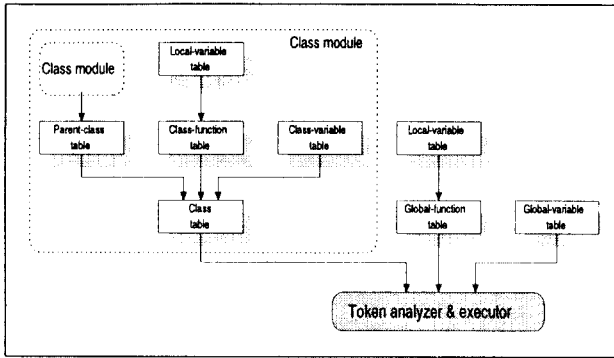 Class module
Class module
Local-variable
table
Parent-class
table
Class-function
table
Class-variable
table
Local-variable
table
Class
table
Global-function
table
Global-variable
table
Token analyzer & executor